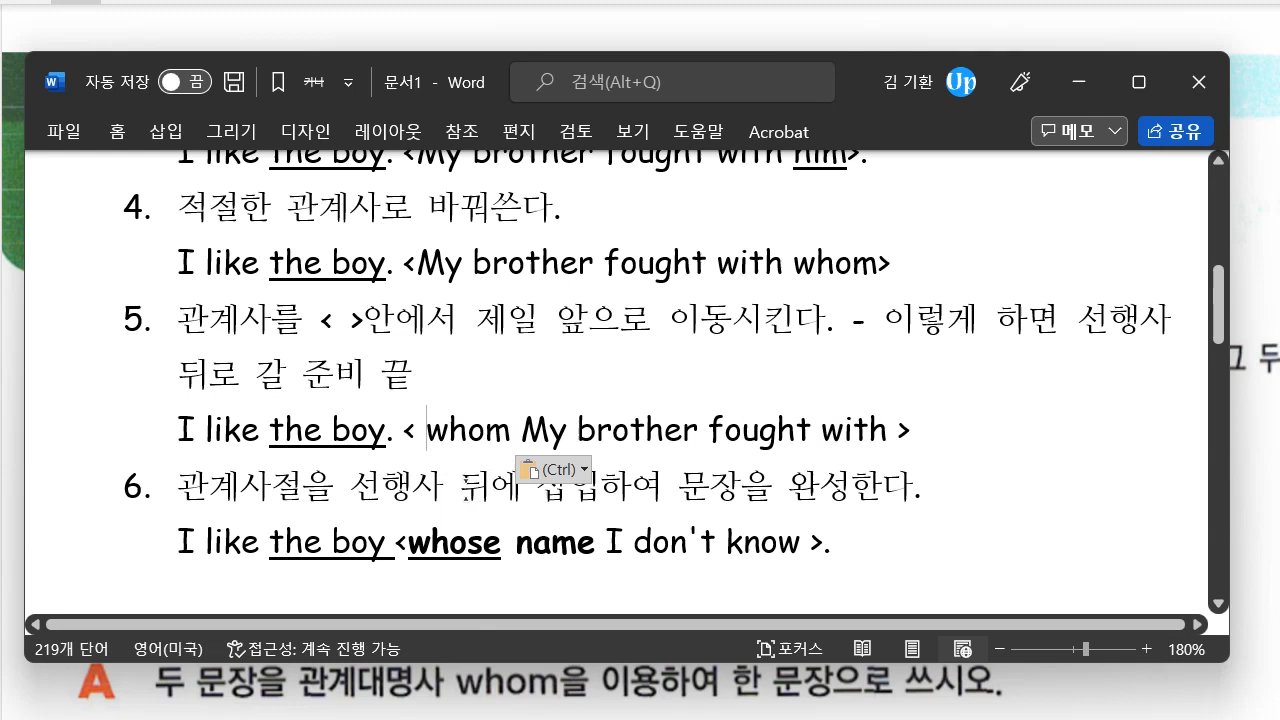 자동 저장 끔 가나 문서1 - Word 검색(Alt+Q) 김 기환 Up
파일 홈 삽입 그리기 디자인 레이아웃 참조 편지 검토 보기 도움말 Acrobat 메모 공유
I like the boy. <My brother fought with him>.
4. 적절한 관계사로 바꿔쓴다.
I like the boy. <My brother fought with whom>
그 두
5. 관계사를 < >안에서 제일 앞으로 이동시킨다. - 이렇게 하면 선행사
뒤로 갈 준비 끝
I like the boy. < whom My brother fought with >
(Ctrl)
6. 관계사절을 선행사 뒤에 삽입하여 문장을 완성한다.
I like the boy <whose name I don't know >.
219개 단어 영어(미국) 접근성: 계속 진행 가능 포커스 180%
A 두 문장을 관계대명사 whom을 이용하여 한 문장으로 쓰시오.